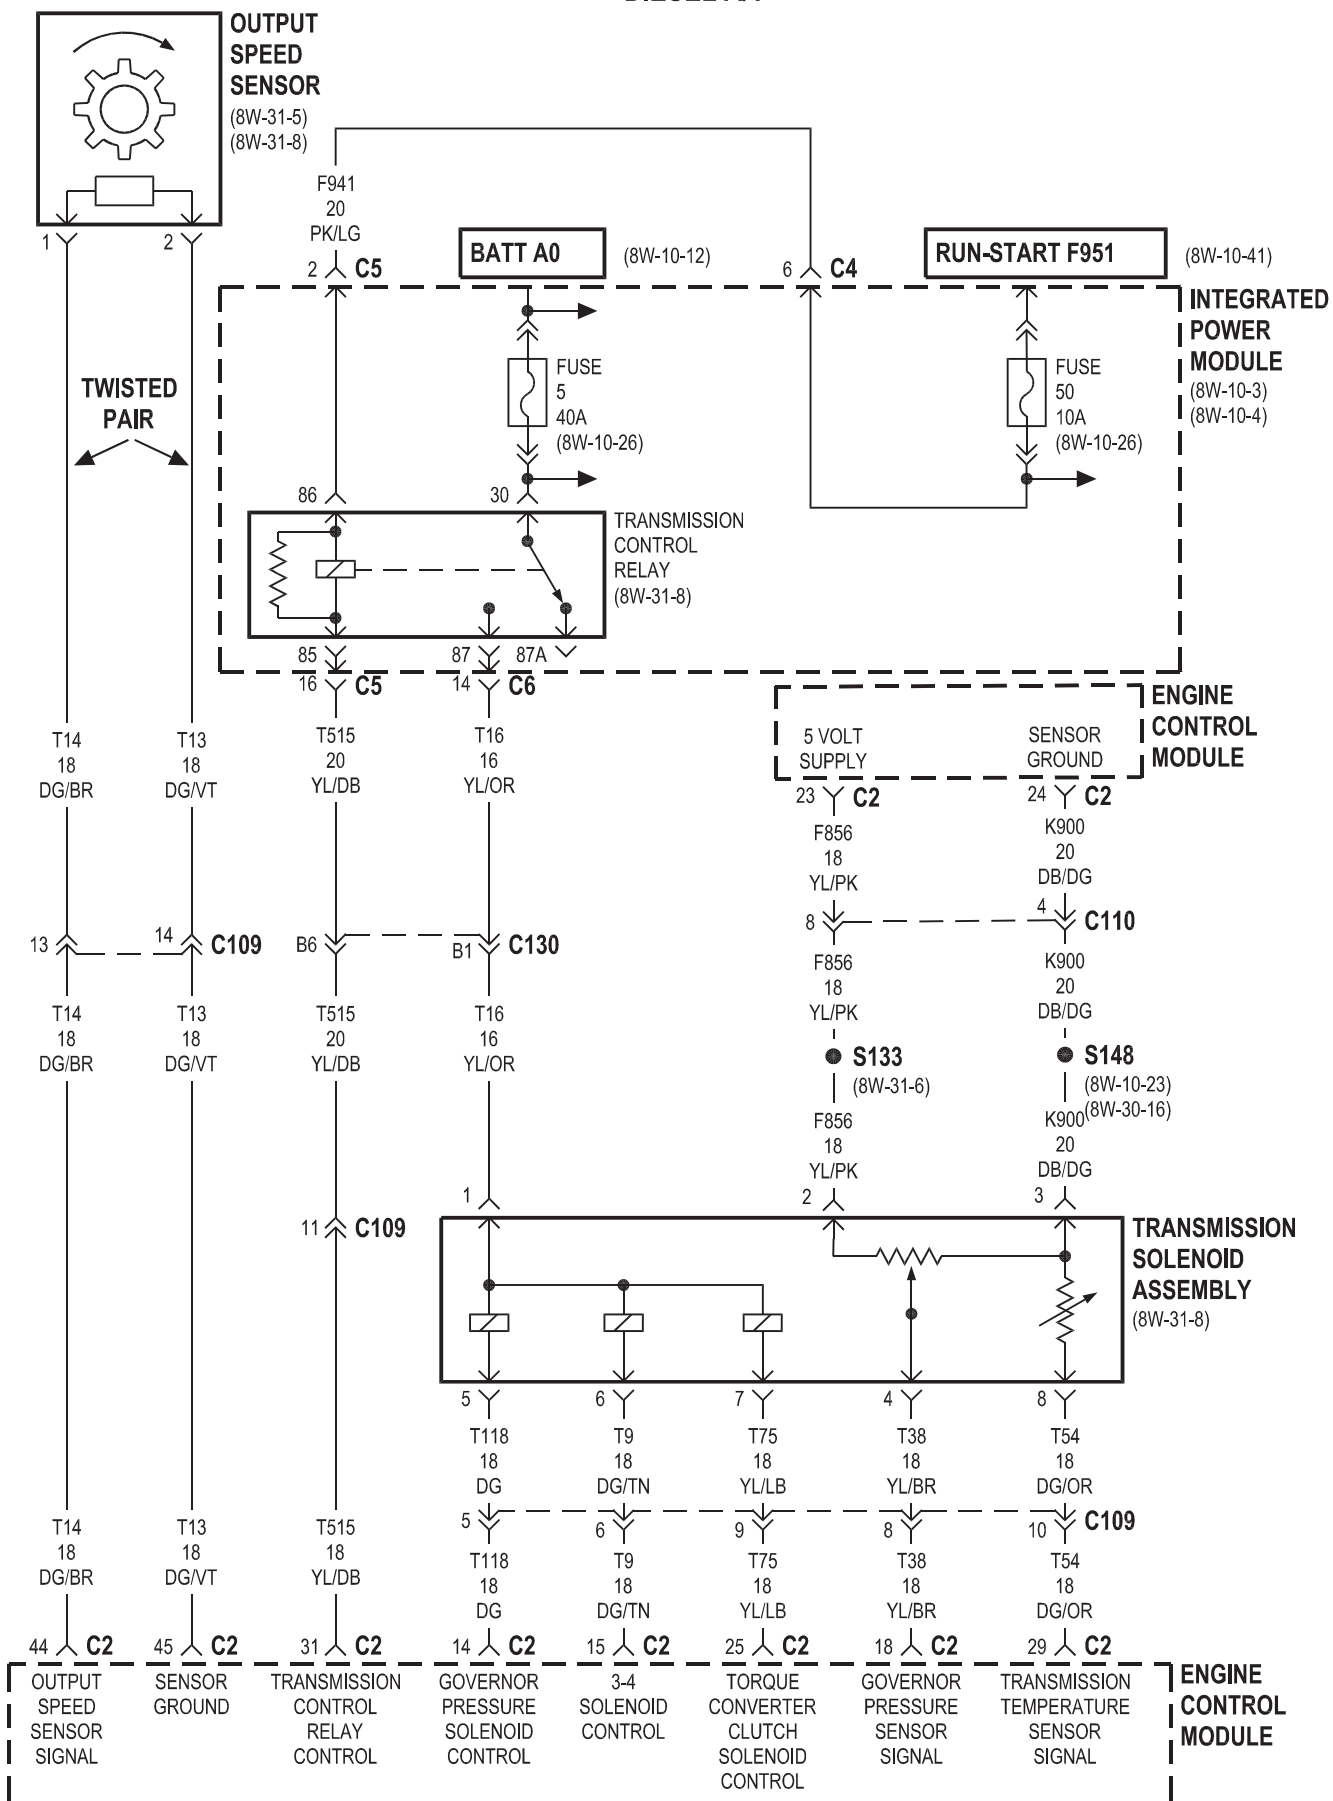 OUTPUT
SPEED
SENSOR
(8W-31-5)
(8W-31-8)
1
2
TWISTED
PAIR
F941
20
PK/LG
2
C5
BATT A0
(8W-10-12)
6
C4
RUN-START F951
(8W-10-41)
INTEGRATED
POWER
MODULE
(8W-10-3)
(8W-10-4)
FUSE
5
40A
(8W-10-26)
FUSE
50
10A
(8W-10-26)
86
30
TRANSMISSION
CONTROL
RELAY
(8W-31-8)
85
87
87A
16
C5
14
C6
T14
18
DG/BR
T13
18
DG/VT
T515
20
YL/DB
T16
16
YL/OR
5 VOLT
SUPPLY
SENSOR
GROUND
ENGINE
CONTROL
MODULE
23
C2
24
C2
F856
18
YL/PK
K900
20
DB/DG
8
4
C110
13
14
C109
B6
B1
C130
F856
18
YL/PK
K900
20
DB/DG
T14
18
DG/BR
T13
18
DG/VT
T515
20
YL/DB
T16
16
YL/OR
S133
(8W-31-6)
S148
(8W-10-23)
(8W-30-16)
F856
18
YL/PK
K900
20
DB/DG
1
2
3
11
C109
TRANSMISSION
SOLENOID
ASSEMBLY
(8W-31-8)
5
6
7
4
8
T118
18
DG
T9
18
DG/TN
T75
18
YL/LB
T38
18
YL/BR
T54
18
DG/OR
5
6
9
8
10
C109
T14
18
DG/BR
T13
18
DG/VT
T515
18
YL/DB
T118
18
DG
T9
18
DG/TN
T75
18
YL/LB
T38
18
YL/BR
T54
18
DG/OR
44
C2
45
C2
31
C2
14
C2
15
C2
25
C2
18
C2
29
C2
OUTPUT
SPEED
SENSOR
SIGNAL
SENSOR
GROUND
TRANSMISSION
CONTROL
RELAY
CONTROL
GOVERNOR
PRESSURE
SOLENOID
CONTROL
3-4
SOLENOID
CONTROL
TORQUE
CONVERTER
CLUTCH
SOLENOID
CONTROL
GOVERNOR
PRESSURE
SENSOR
SIGNAL
TRANSMISSION
TEMPERATURE
SENSOR
SIGNAL
ENGINE
CONTROL
MODULE